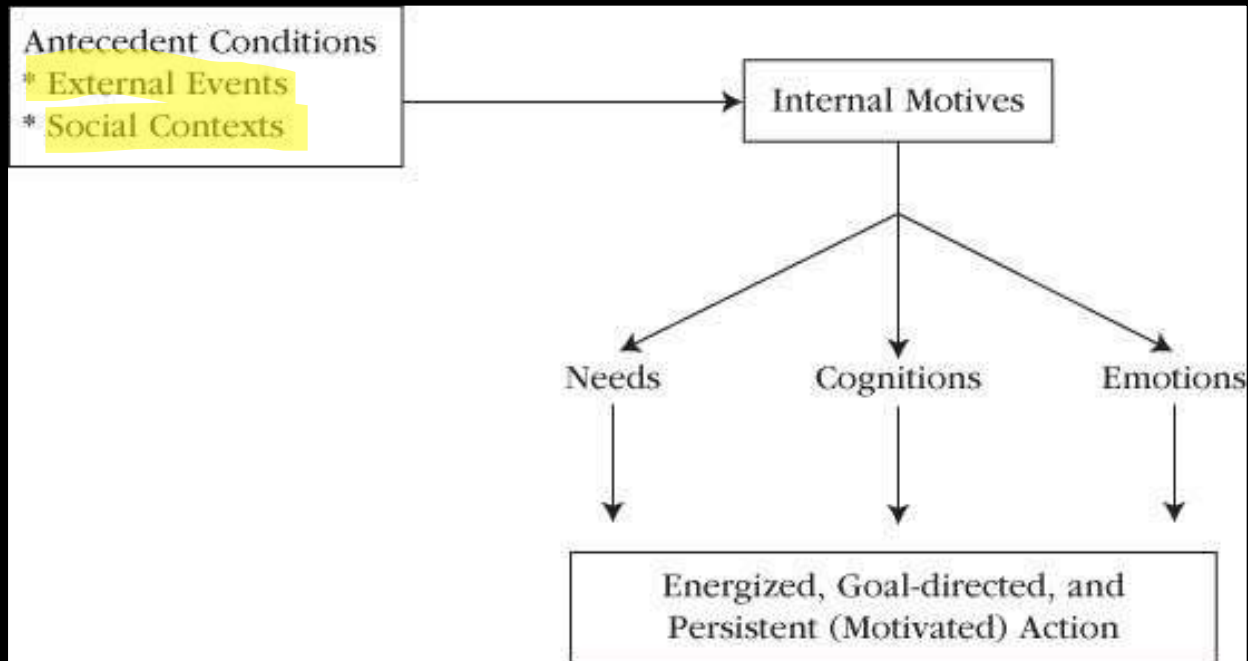 Antecedent Conditions
* External Events
* Social Contexts
Internal Motives
Needs
Cognitions
Emotions
Energized, Goal-directed, and
Persistent (Motivated) Action